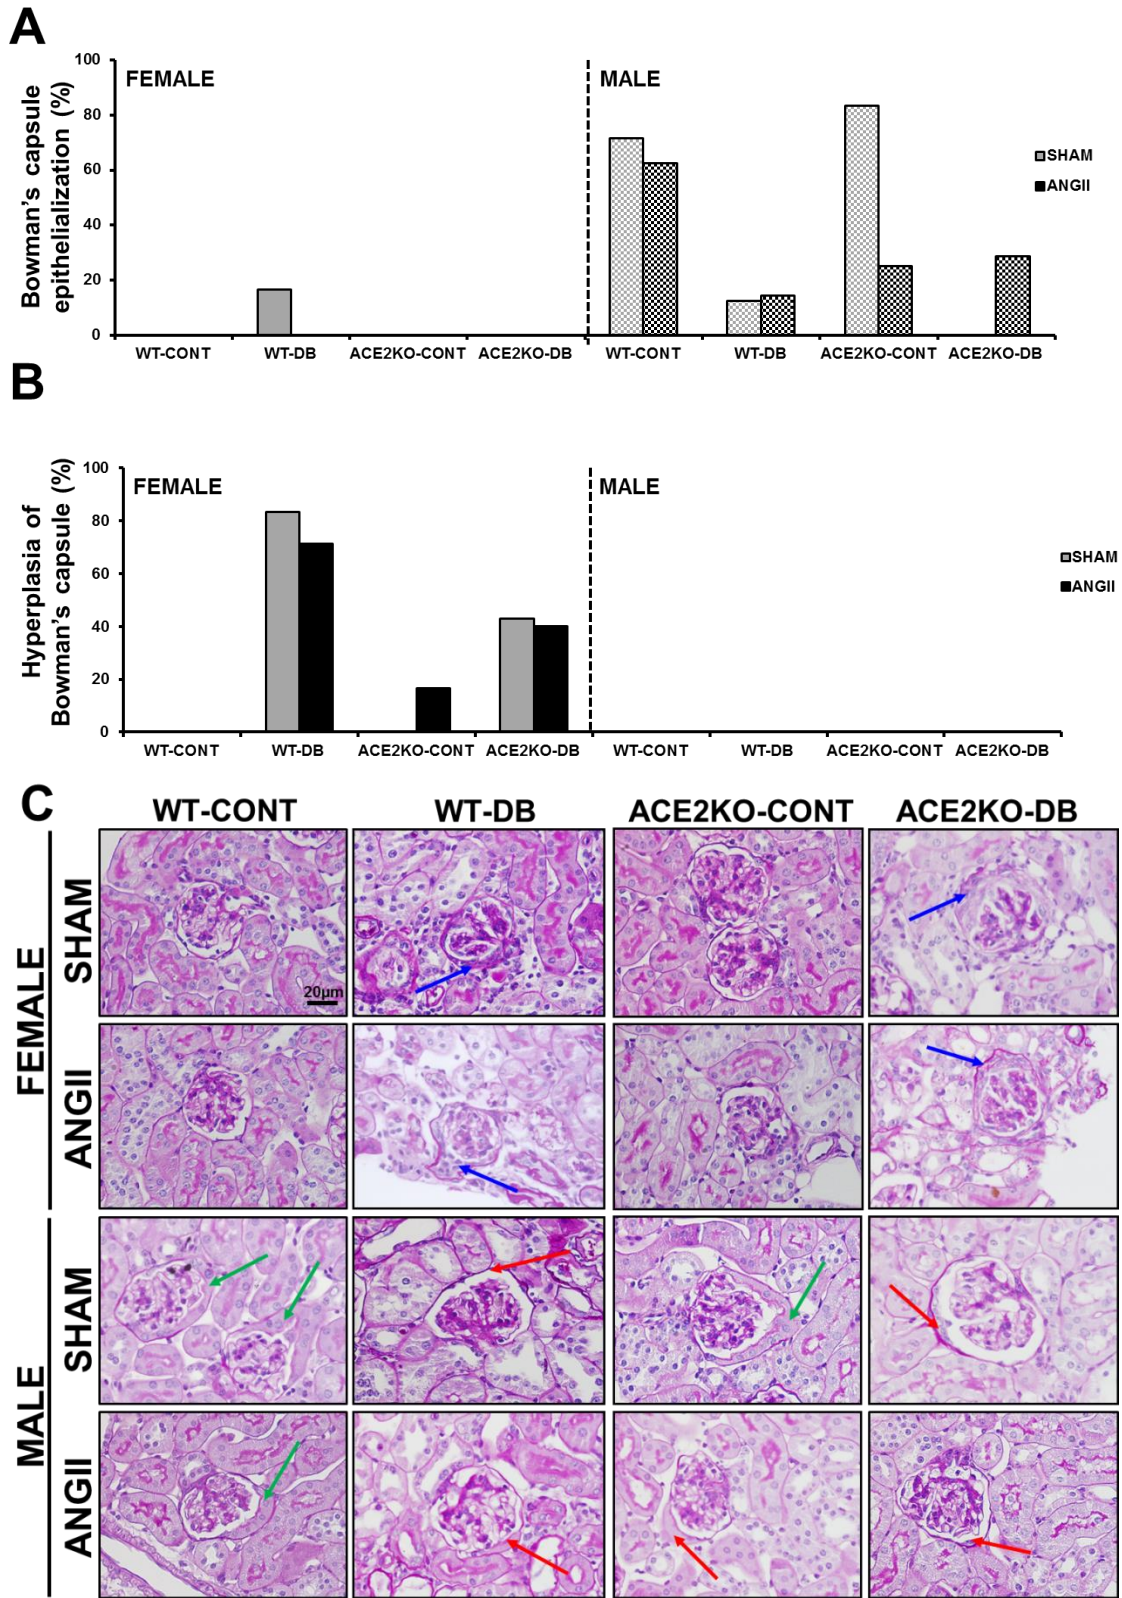 A
Bowman's capsule
epithelialization (%)
100
80
60
40
20
0
FEMALE
MALE
SHAM
ANGII
WT-CONT WT-DB ACE2KO-CONT ACE2KO-DB WT-CONT WT-DB ACE2KO-CONT ACE2KO-DB
B
Hyperplasia of
Bowman's capsule (%)
100
80
60
40
20
0
FEMALE
MALE
SHAM
ANGII
WT-CONT WT-DB ACE2KO-CONT ACE2KO-DB WT-CONT WT-DB ACE2KO-CONT ACE2KO-DB
C
WT-CONT WT-DB ACE2KO-CONT ACE2KO-DB
FEMALE
SHAM
20μm
ANGII
MALE
SHAM
ANGII